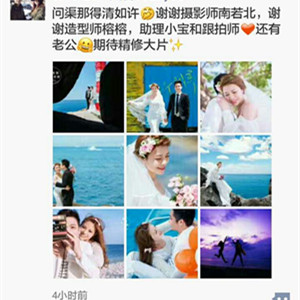 问渠那得清如许🤣谢谢摄影师南若北，谢
谢造型师榕榕，助理小宝和跟拍师❤还有
老公😋期待精修大片✨
4小时前